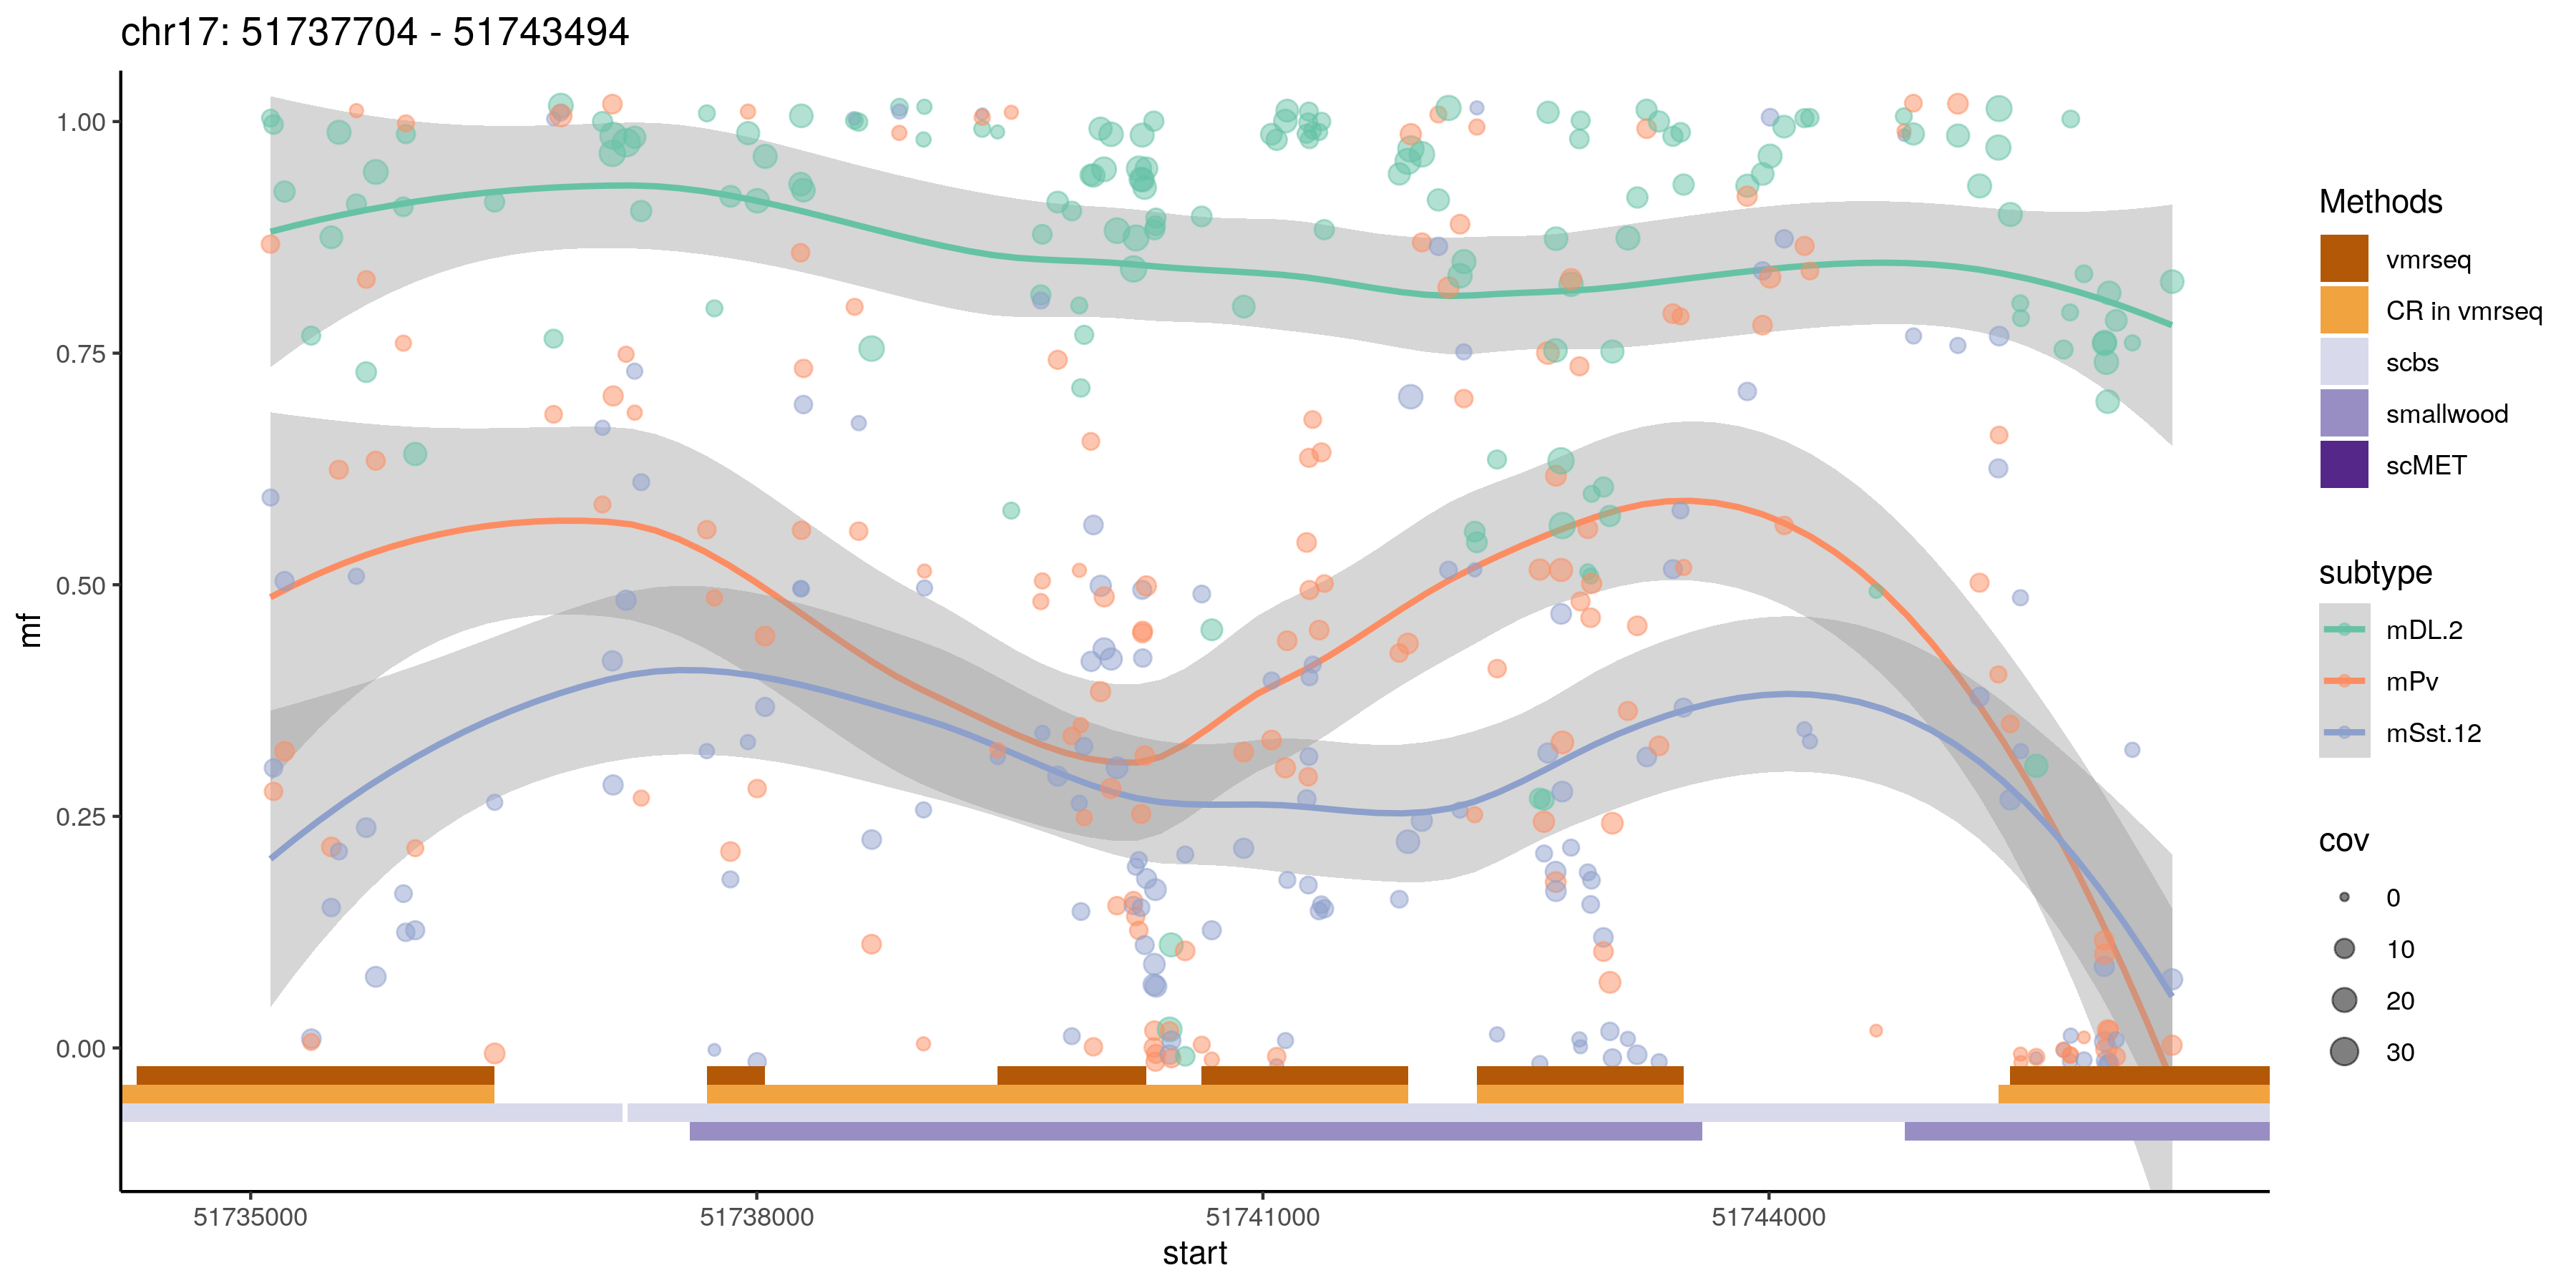 chr17: 51737704 - 51743494
mf
1.00
0.75
0.50
0.25
0.00
51735000
51738000
51741000
51744000
start
Methods
vmrseq
CR in vmrseq
scbs
smallwood
scMET
subtype
mDL.2
mPv
mSst.12
cov
0
10
20
30